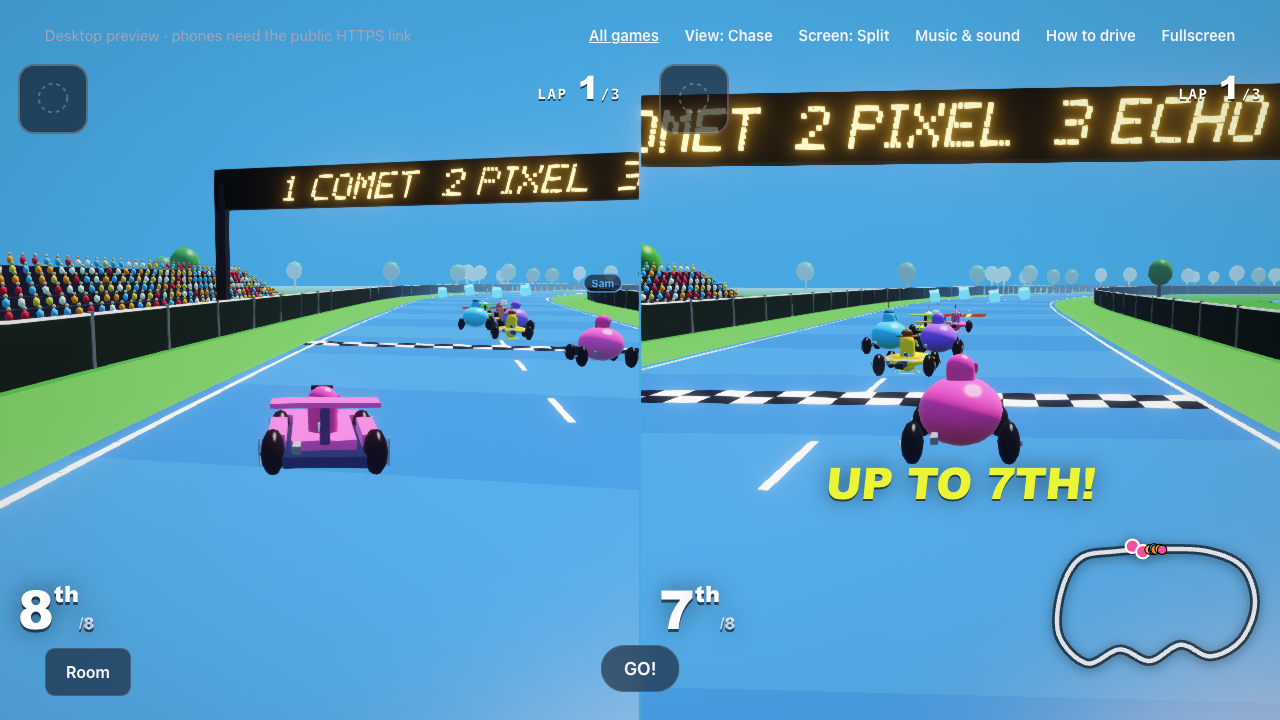 Desktop preview · phones need the public HTTPS link
All games
View: Chase
Screen: Split
Music & sound
How to drive
Fullscreen
LAP 1/3
1 COMET 2 PIXEL 3
Sam
8th
/8
Room
LAP 1/3
2 PIXEL 3 ECHO
UP TO 7TH!
7th
/8
GO!